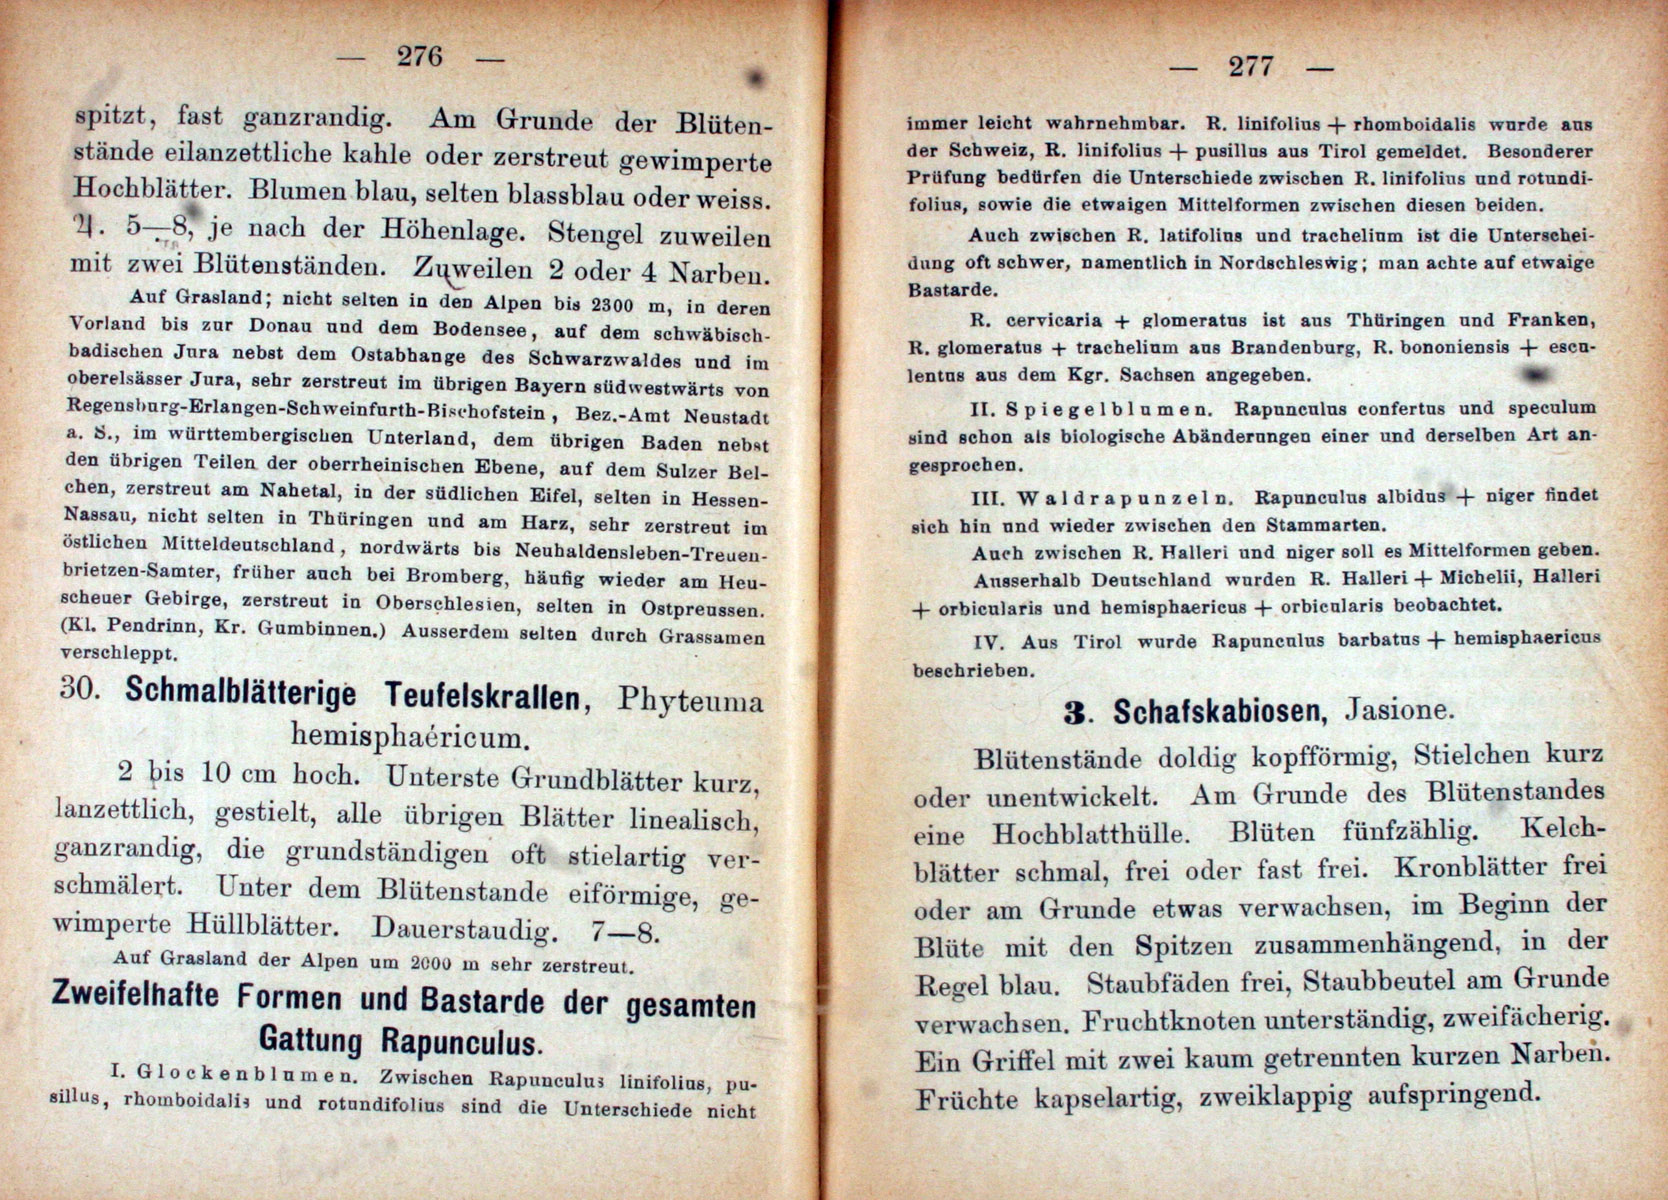 — 276 —
spitzt, fast ganzrandig. Am Grunde der Blüten-
stände eilanzettliche kahle oder zerstreut gewimperte
Hochblätter. Blumen blau, selten blassblau oder weiss.
♃. 5—8, je nach der Höhenlage. Stengel zuweilen
mit zwei Blütenständen. Zuweilen 2 oder 4 Narben.
Auf Grasland; nicht selten in den Alpen bis 2300 m, in deren
Vorland bis zur Donau und dem Bodensee, auf dem schwäbisch-
badischen Jura nebst dem Ostabhange des Schwarzwaldes und im
oberelsässer Jura, sehr zerstreut im übrigen Bayern südwestwärts von
Regensburg-Erlangen-Schweinfurth-Bischofstein, Bez.-Amt Neustadt
a. S., im württembergischen Unterland, dem übrigen Baden nebst
den übrigen Teilen der oberrheinischen Ebene, auf dem Sulzer Bel-
chen, zerstreut am Nahetal, in der südlichen Eifel, selten in Hessen-
Nassau, nicht selten in Thüringen und am Harz, sehr zerstreut im
östlichen Mitteldeutschland, nordwärts bis Neuhaldensleben-Treuen-
brietzen-Samter, früher auch bei Bromberg, häufig wieder am Heu-
scheuer Gebirge, zerstreut in Oberschlesien, selten in Ostpreussen.
(Kl. Pendrinn, Kr. Gumbinnen.) Ausserdem selten durch Grassamen
verschleppt.
30. Schmalblätterige Teufelskrallen, Phyteuma
hemisphaéricum.
2 bis 10 cm hoch. Unterste Grundblätter kurz,
lanzettlich, gestielt, alle übrigen Blätter linealisch,
ganzrandig, die grundständigen oft stielartig ver-
schmälert. Unter dem Blütenstande eiförmige, ge-
wimperte Hüllblätter. Dauerstaudig. 7—8.
Auf Grasland der Alpen um 2000 m sehr zerstreut.
Zweifelhafte Formen und Bastarde der gesamten
Gattung Rapunculus.
I. Glockenblumen. Zwischen Rapunculus linifolius, pu-
sillus, rhomboidalis und rotundifolius sind die Unterschiede nicht
— 277 —
immer leicht wahrnehmbar. R. linifolius + rhomboidalis wurde aus
der Schweiz, R. linifolius + pusillus aus Tirol gemeldet. Besonderer
Prüfung bedürfen die Unterschiede zwischen R. linifolius und rotundi-
folius, sowie die etwaigen Mittelformen zwischen diesen beiden.
Auch zwischen R. latifolius und trachelium ist die Unterschei-
dung oft schwer, namentlich in Nordschleswig; man achte auf etwaige
Bastarde.
R. cervicaria + glomeratus ist aus Thüringen und Franken,
R. glomeratus + trachelium aus Brandenburg, R. bononiensis + escu-
lentus aus dem Kgr. Sachsen angegeben.
II. Spiegelblumen. Rapunculus confertus und speculum
sind schon als biologische Abänderungen einer und derselben Art an-
gesprochen.
III. Waldrapunzeln. Rapunculus albidus + niger findet
sich hin und wieder zwischen den Stammarten.
Auch zwischen R. Halleri und niger soll es Mittelformen geben.
Ausserhalb Deutschland wurden R. Halleri + Michelii, Halleri
+ orbicularis und hemisphaericus + orbicularis beobachtet.
IV. Aus Tirol wurde Rapunculus barbatus + hemisphaericus
beschrieben.
3. Schafskabiosen, Jasione.
Blütenstände doldig kopfförmig, Stielchen kurz
oder unentwickelt. Am Grunde des Blütenstandes
eine Hochblatthülle. Blüten fünfzählig. Kelch-
blätter schmal, frei oder fast frei. Kronblätter frei
oder am Grunde etwas verwachsen, im Beginn der
Blüte mit den Spitzen zusammenhängend, in der
Regel blau. Staubfäden frei, Staubbeutel am Grunde
verwachsen. Fruchtknoten unterständig, zweifächerig.
Ein Griffel mit zwei kaum getrennten kurzen Narben.
Früchte kapselartig, zweiklappig aufspringend.